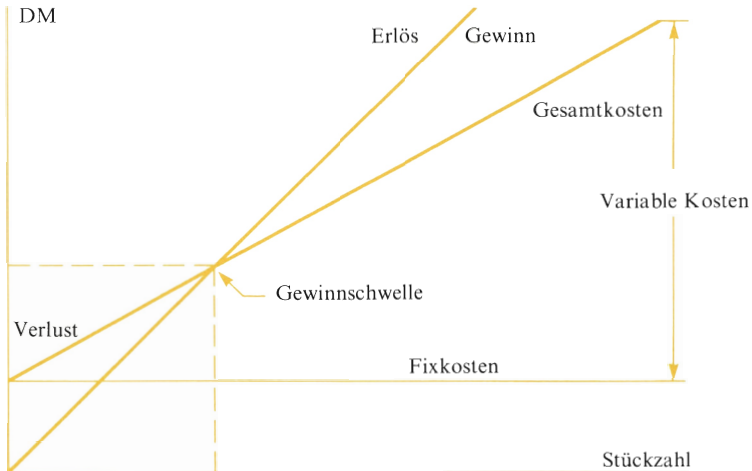 DM
Erlös
Gewinn
Gesamtkosten
Variable Kosten
Gewinnschwelle
Verlust
Fixkosten
Stückzahl